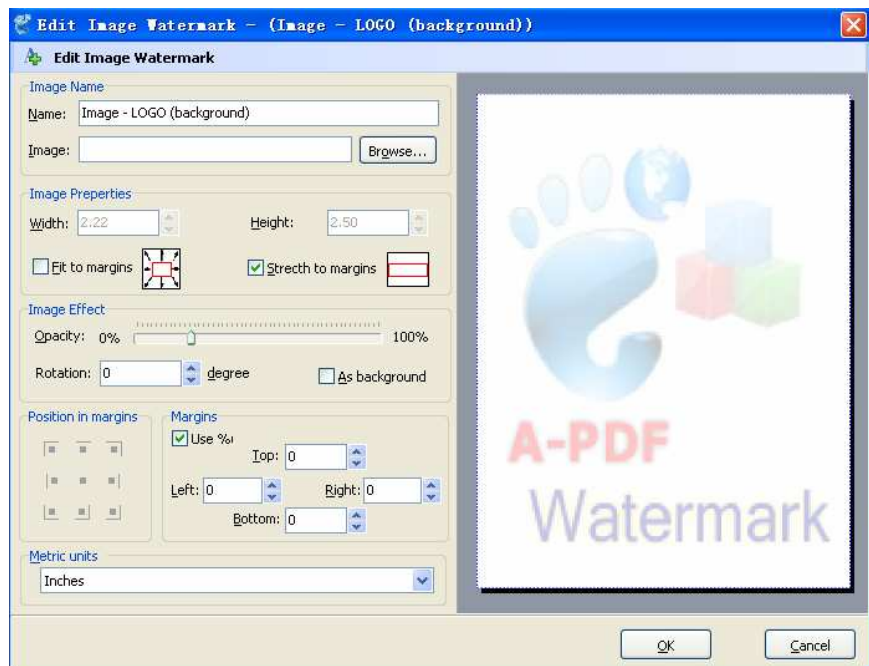 Edit Image Watermark - (Image - LOGO (background))
Edit Image Watermark
Image Name
Name: Image - LOGO (background)
Image: Browse...
Image Preperties
Width: 2.22 Height: 2.50
Fit to margins Strecth to margins
Image Effect
Opacity: 0% 100%
Rotation: 0 degree As background
Position in margins
Margins
Use %
Top: 0
Left: 0 Right: 0
Bottom: 0
Metric units
Inches
A-PDF
Watermark
OK Cancel